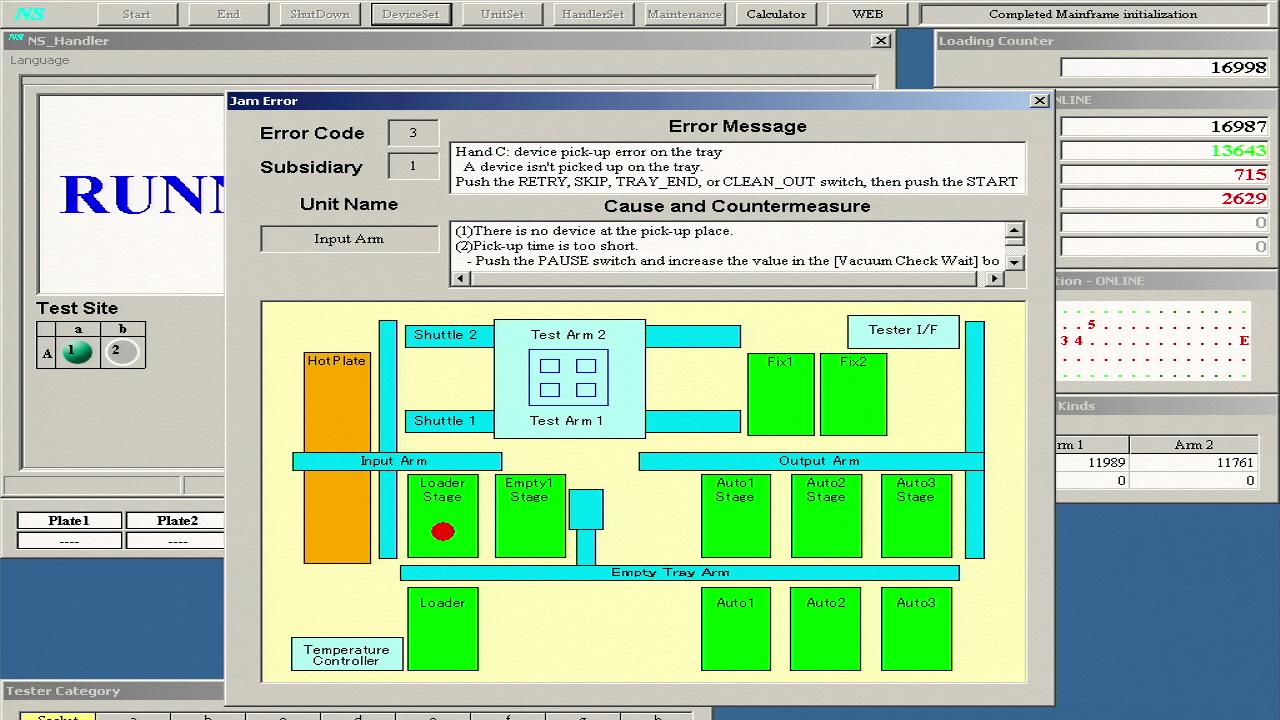 NS Start End ShutDown DeviceSet UnitSet HandlerSet Maintenance Calculator WEB Completed Mainframe initialization
NS NS_Handler
Language
Loading Counter
16998
NLINE
16987
13643
715
2629
0
0
tion - ONLINE
5
3 4 E
Kinds
rm 1 Arm 2
11989 11761
0 0
RUNN
Test Site
a b
A 1 2
Plate1 Plate2
---- ----
Jam Error
Error Code 3
Subsidiary 1
Unit Name
Input Arm
Error Message
Hand C: device pick-up error on the tray
A device isn't picked up on the tray.
Push the RETRY, SKIP, TRAY_END, or CLEAN_OUT switch, then push the START
Cause and Countermeasure
(1)There is no device at the pick-up place.
(2)Pick-up time is too short.
- Push the PAUSE switch and increase the value in the [Vacuum Check Wait] bo
Shuttle 2 Test Arm 2 Tester I/F
HotPlate Fix1 Fix2
Shuttle 1 Test Arm 1
Input Arm Output Arm
Loader Empty1 Auto1 Auto2 Auto3
Stage Stage Stage Stage Stage
Empty Tray Arm
Loader Auto1 Auto2 Auto3
Temperature
Controller
Tester Category
Socket a b c d e f g h